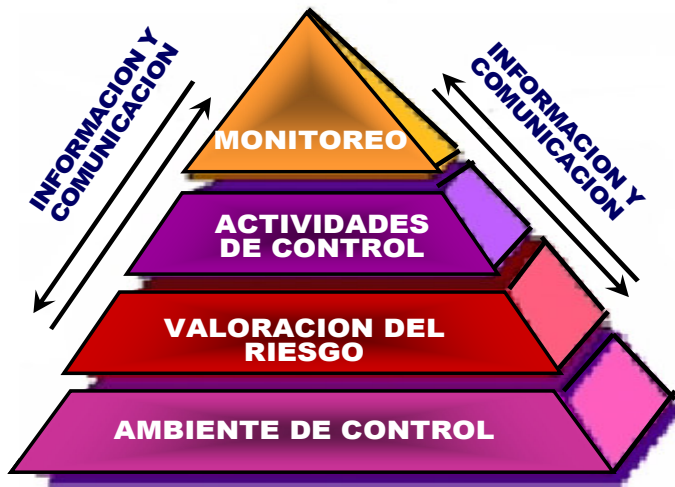 INFORMACION Y
COMUNICACION
INFORMACION Y
COMUNICACION
MONITOREO
ACTIVIDADES
DE CONTROL
VALORACION DEL
RIESGO
AMBIENTE DE CONTROL